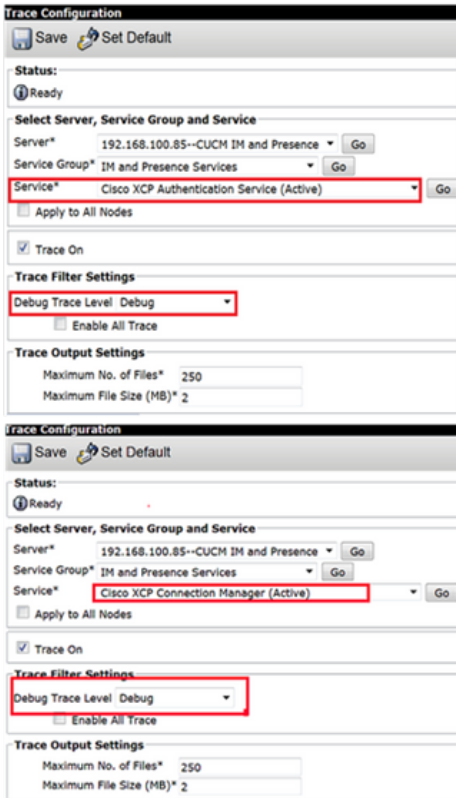 Trace Configuration
Save Set Default
Status:
Ready
Select Server, Service Group and Service
Server* 192.168.100.85--CUCM IM and Presence Go
Service Group* IM and Presence Services Go
Service* Cisco XCP Authentication Service (Active) Go
Apply to All Nodes
Trace On
Trace Filter Settings
Debug Trace Level Debug
Enable All Trace
Trace Output Settings
Maximum No. of Files* 250
Maximum File Size (MB)* 2
Trace Configuration
Save Set Default
Status:
Ready
Select Server, Service Group and Service
Server* 192.168.100.85--CUCM IM and Presence Go
Service Group* IM and Presence Services Go
Service* Cisco XCP Connection Manager (Active) Go
Apply to All Nodes
Trace On
Trace Filter Settings
Debug Trace Level Debug
Enable All Trace
Trace Output Settings
Maximum No. of Files* 250
Maximum File Size (MB)* 2